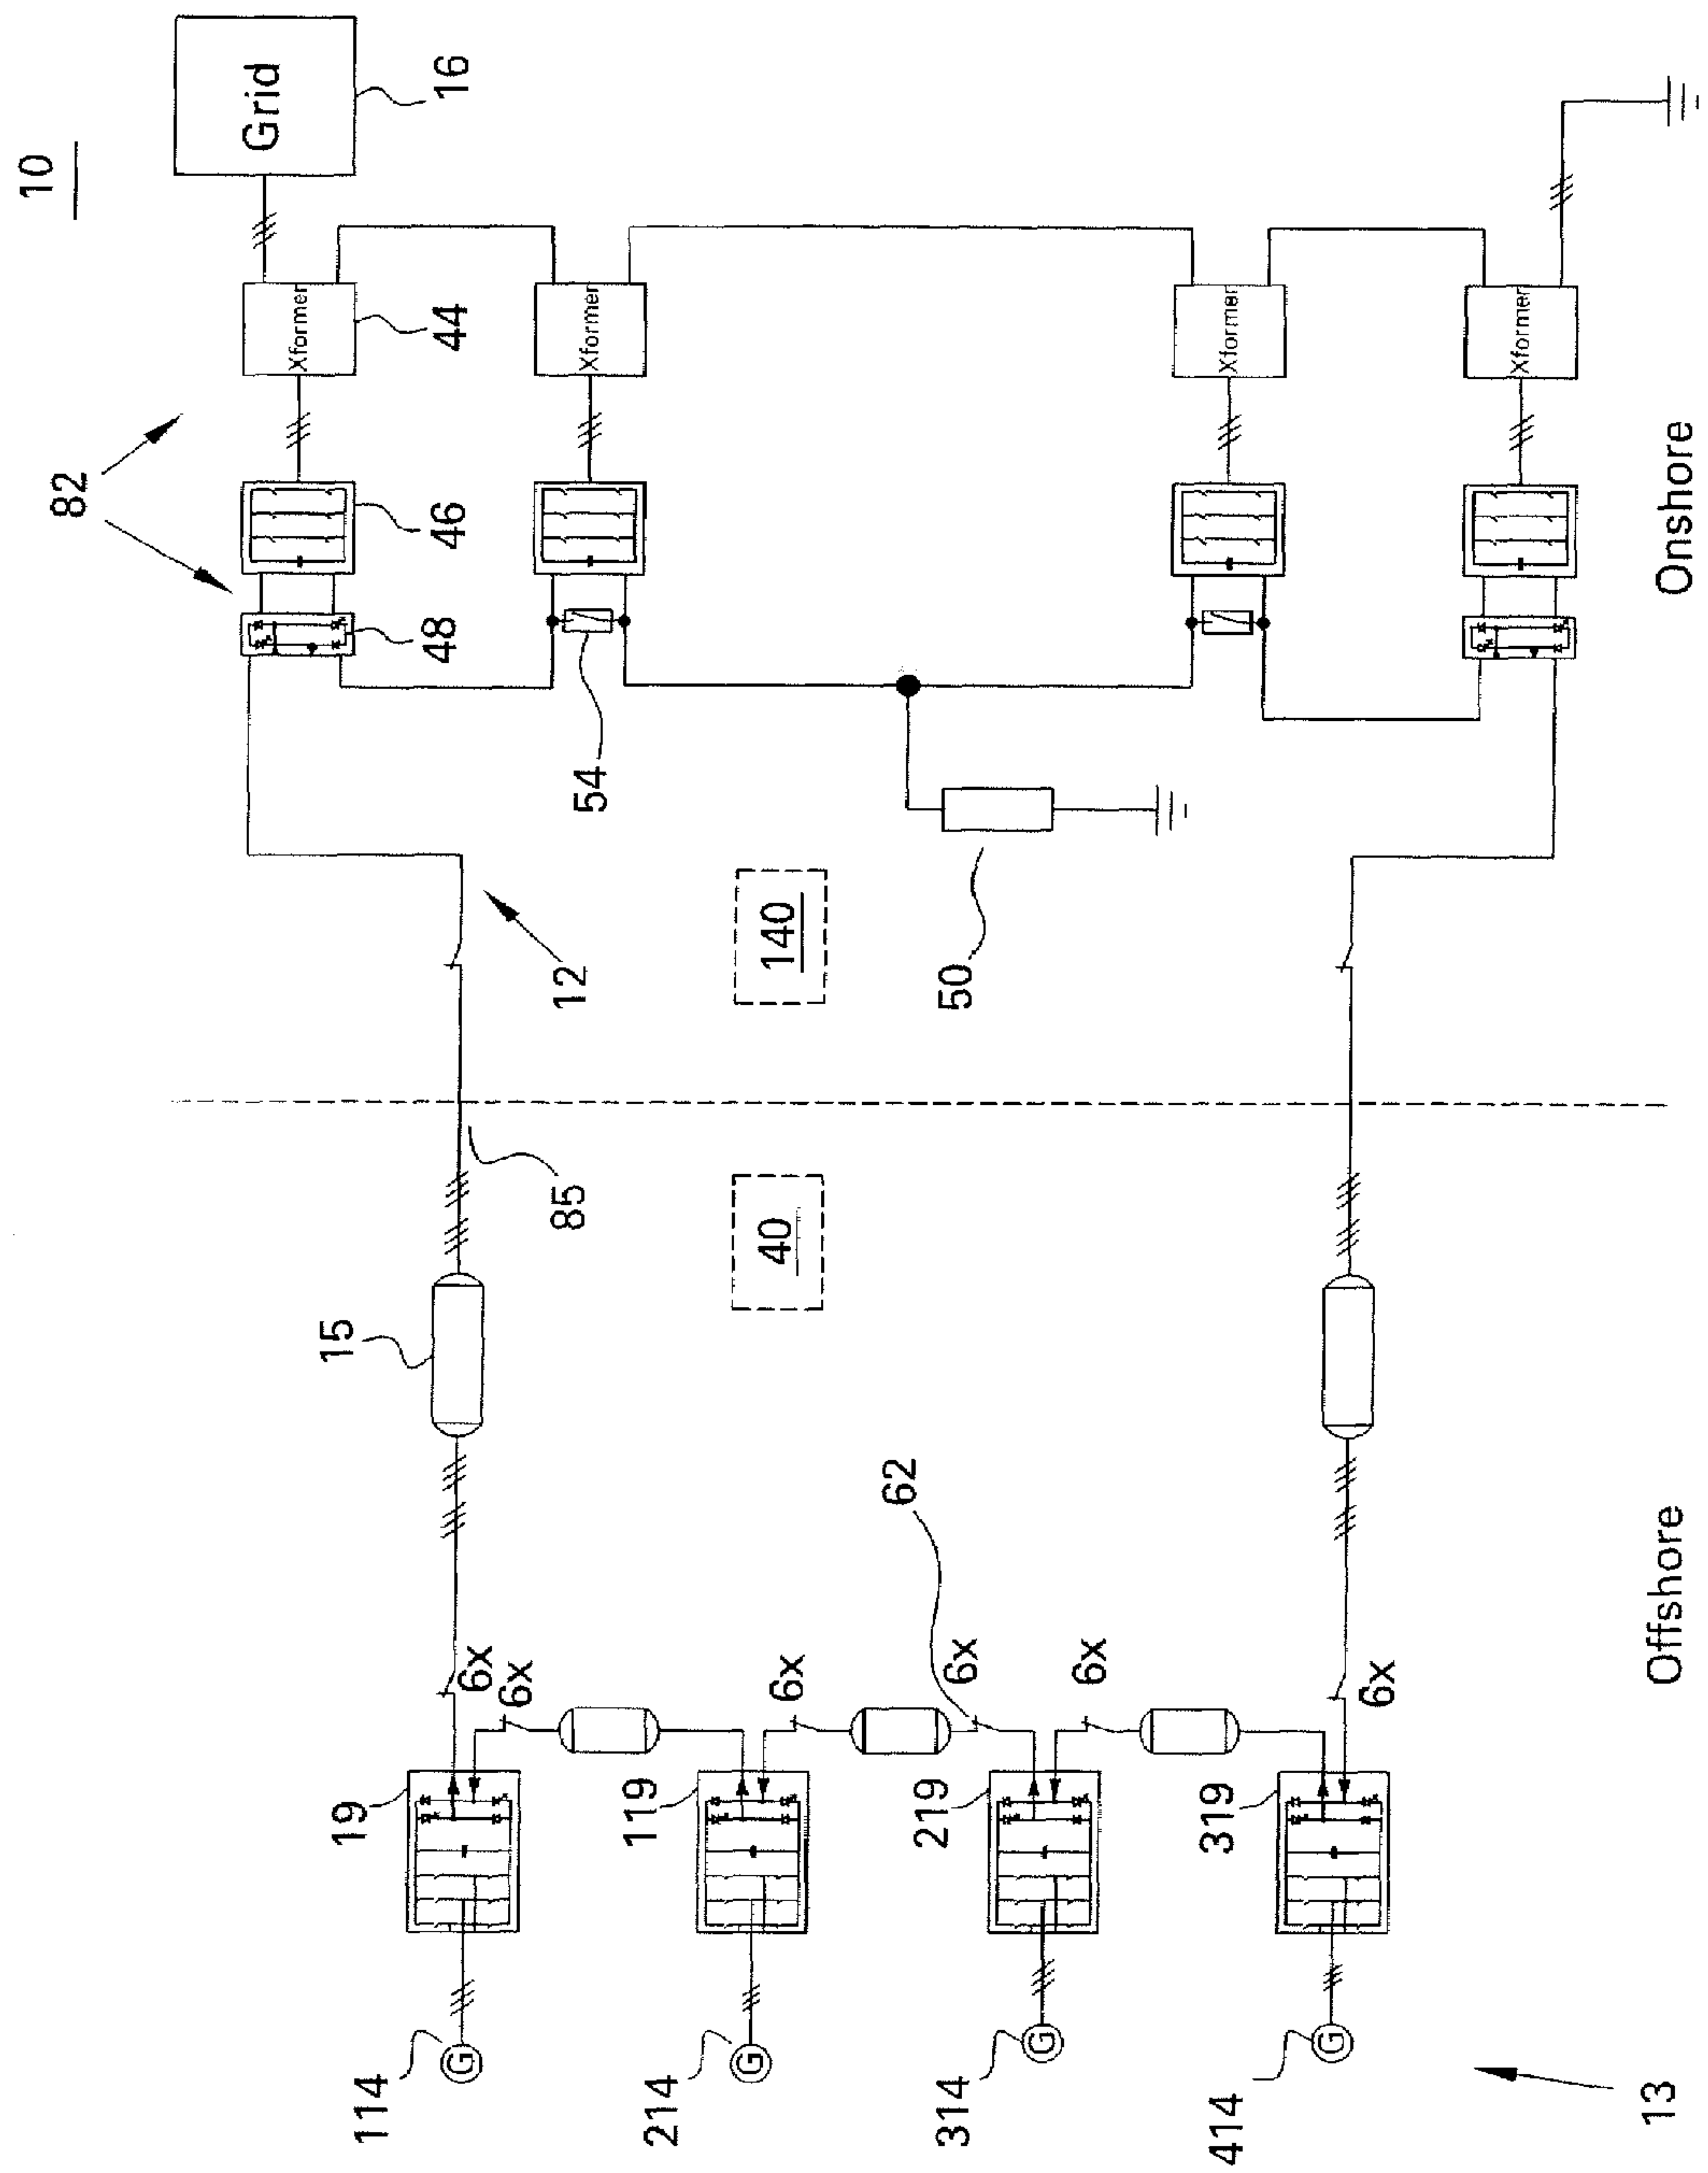 10
Grid
16
82
Xformer
44
Xformer
Xformer
Xformer
46
48
54
50
12
140
Onshore
85
40
15
62
Offshore
6x
6x
6x
6x
6x
6x
19
119
219
319
G
G
G
G
114
214
314
414
13